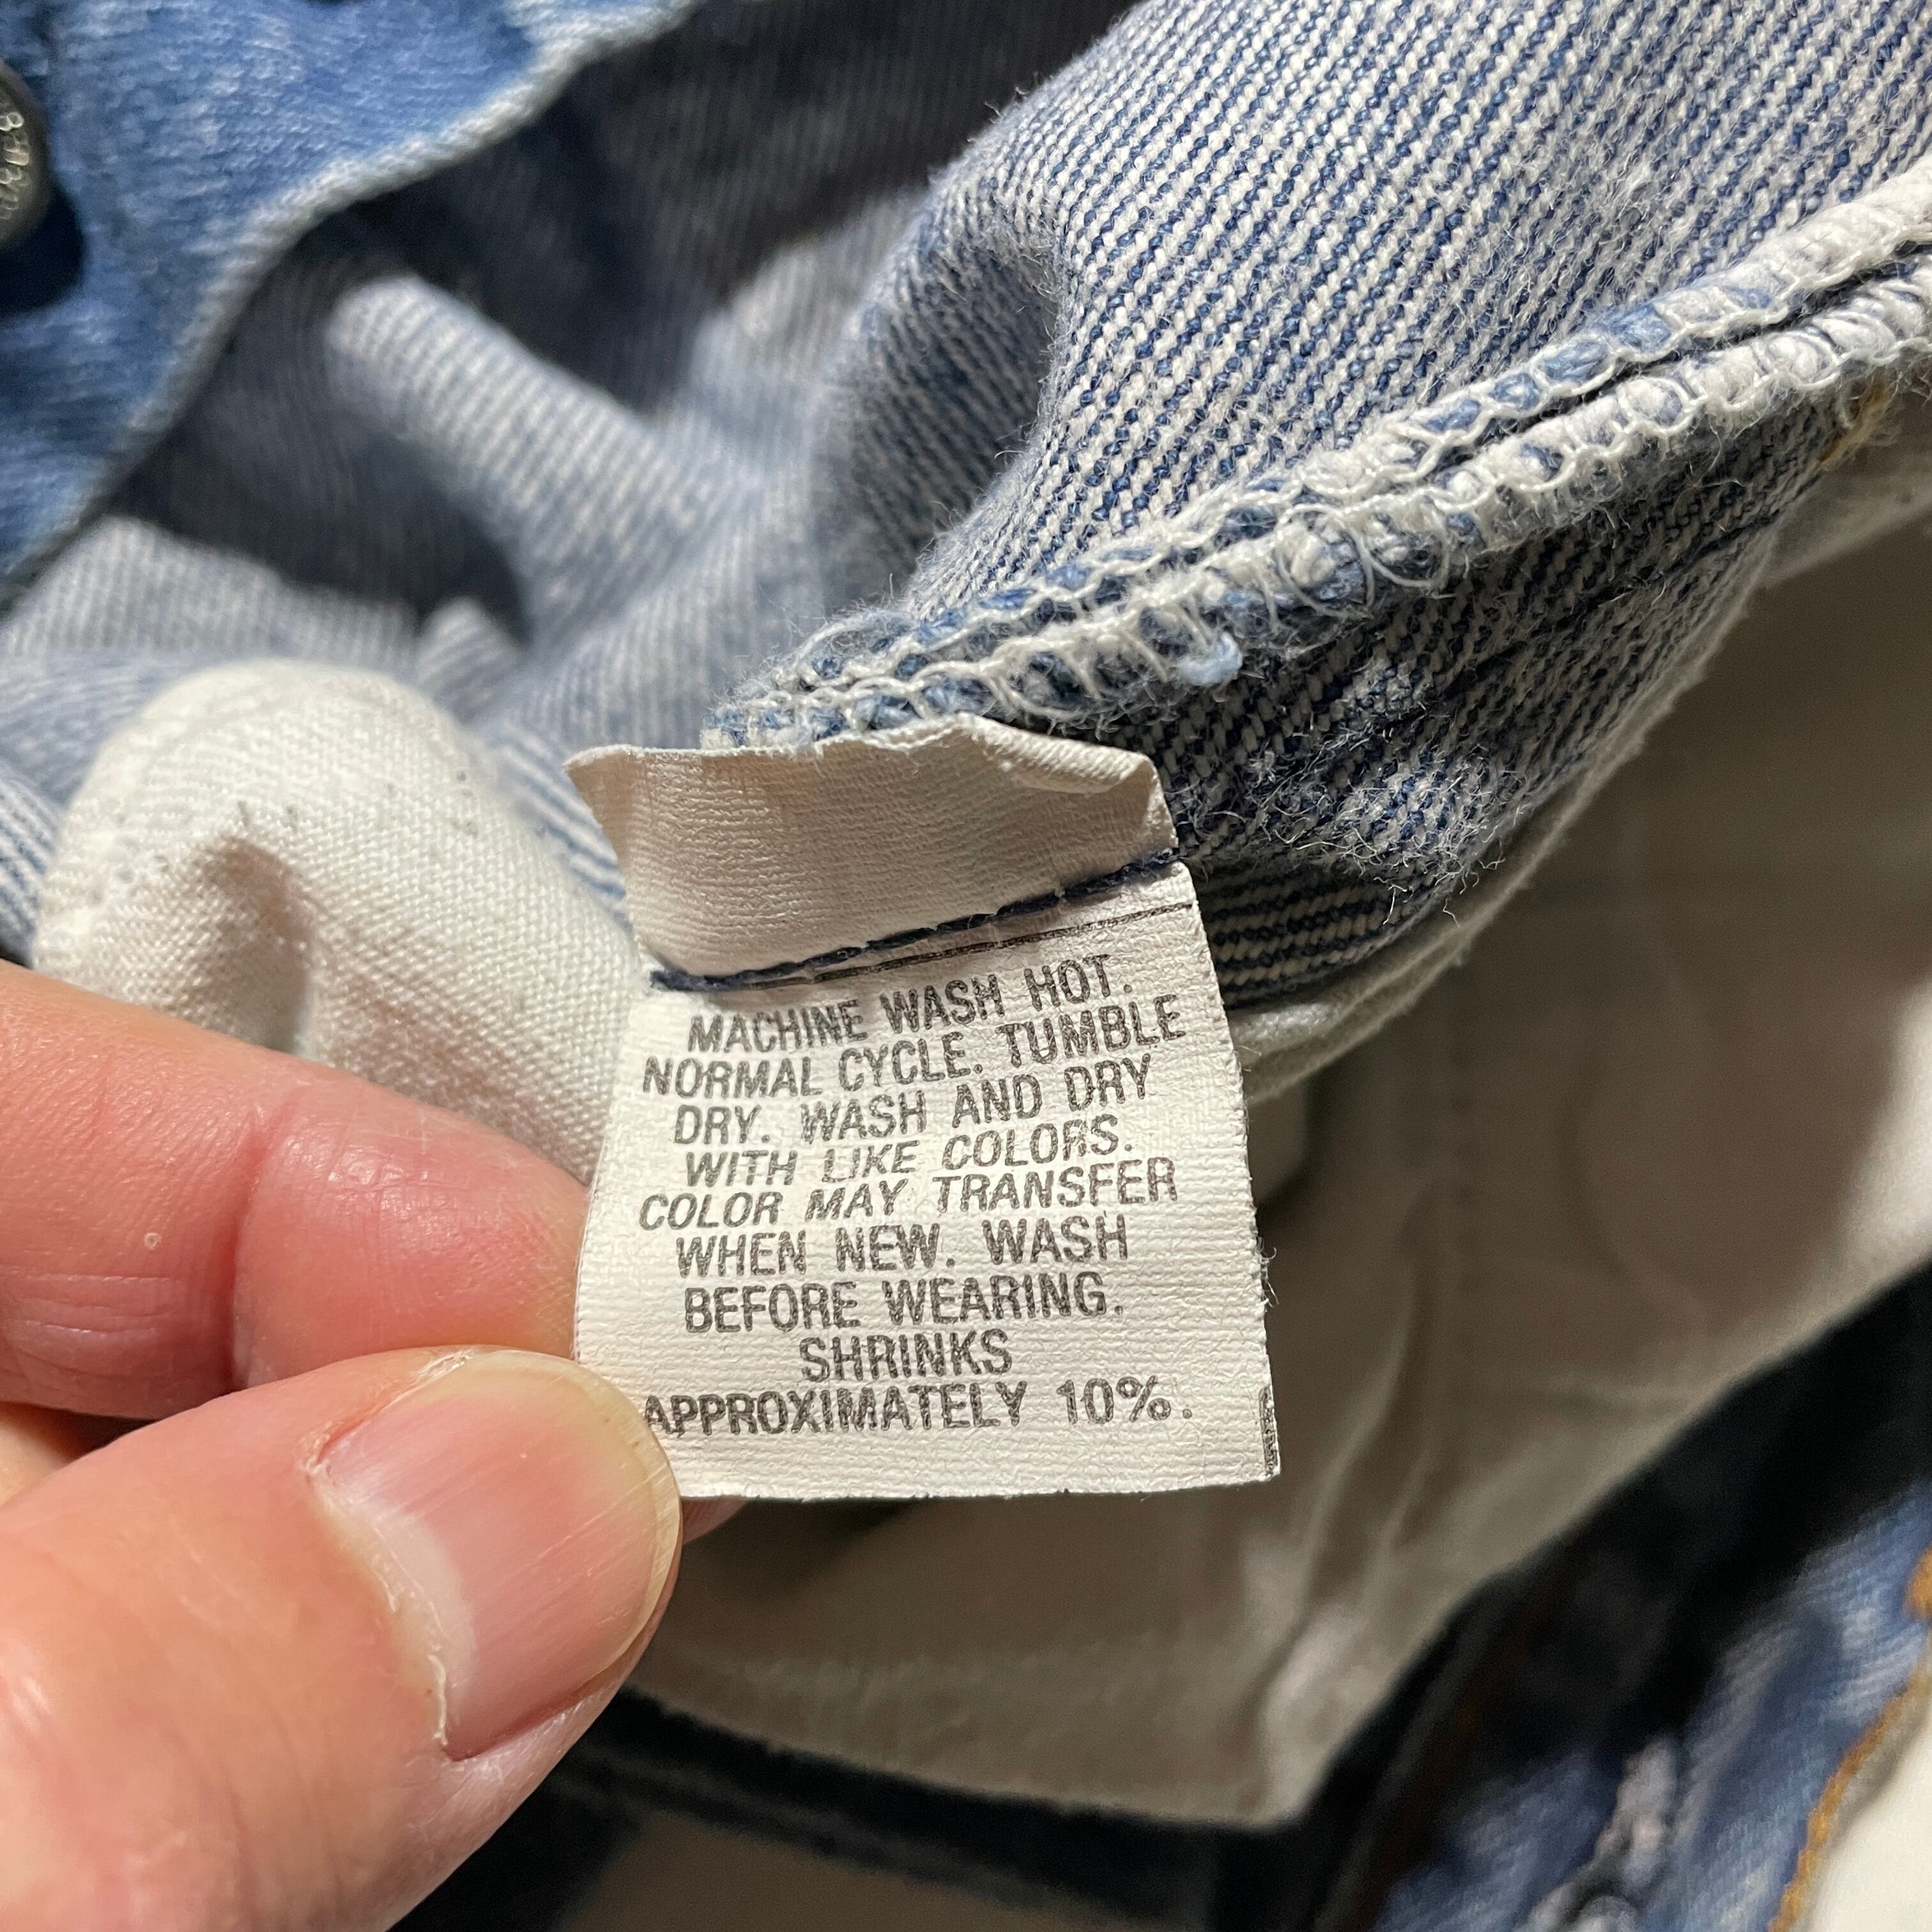 MACHINE WASH HOT.
NORMAL CYCLE. TUMBLE
DRY. WASH AND DRY
WITH LIKE COLORS.
COLOR MAY TRANSFER
WHEN NEW. WASH
BEFORE WEARING.
SHRINKS
APPROXIMATELY 10%.